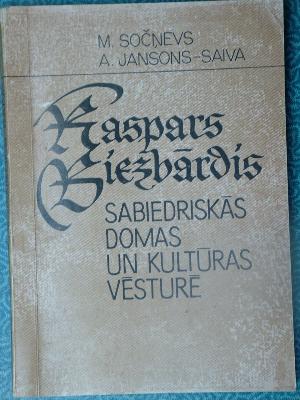 M. SOČŅEVS
A. JANSONS-SAIVA
Kaspars
Biezbārdis
SABIEDRISKĀS
DOMAS
UN KULTŪRAS
VĒSTURĒ